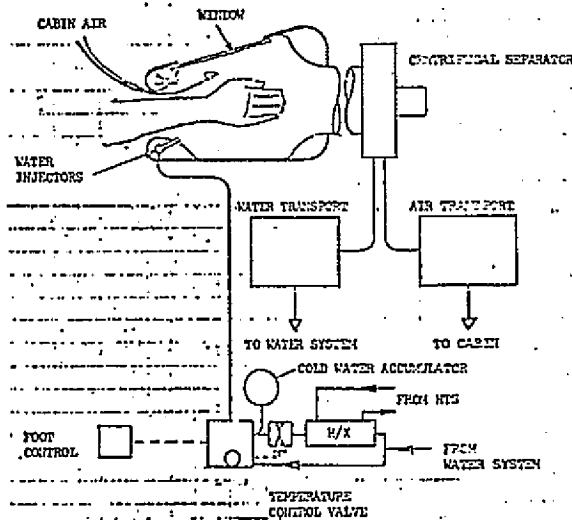 CABIN AIR
WINDOW
CENTRIFUGAL SEPARATOR
WATER
INJECTORS
WATER TRANSPORT
AIR TRANSPORT
TO WATER SYSTEM
TO CABIN
COLD WATER ACCUMULATOR
FROM HTS
H/X
FOOT
CONTROL
FROM
WATER SYSTEM
TEMPERATURE
CONTROL VALVE